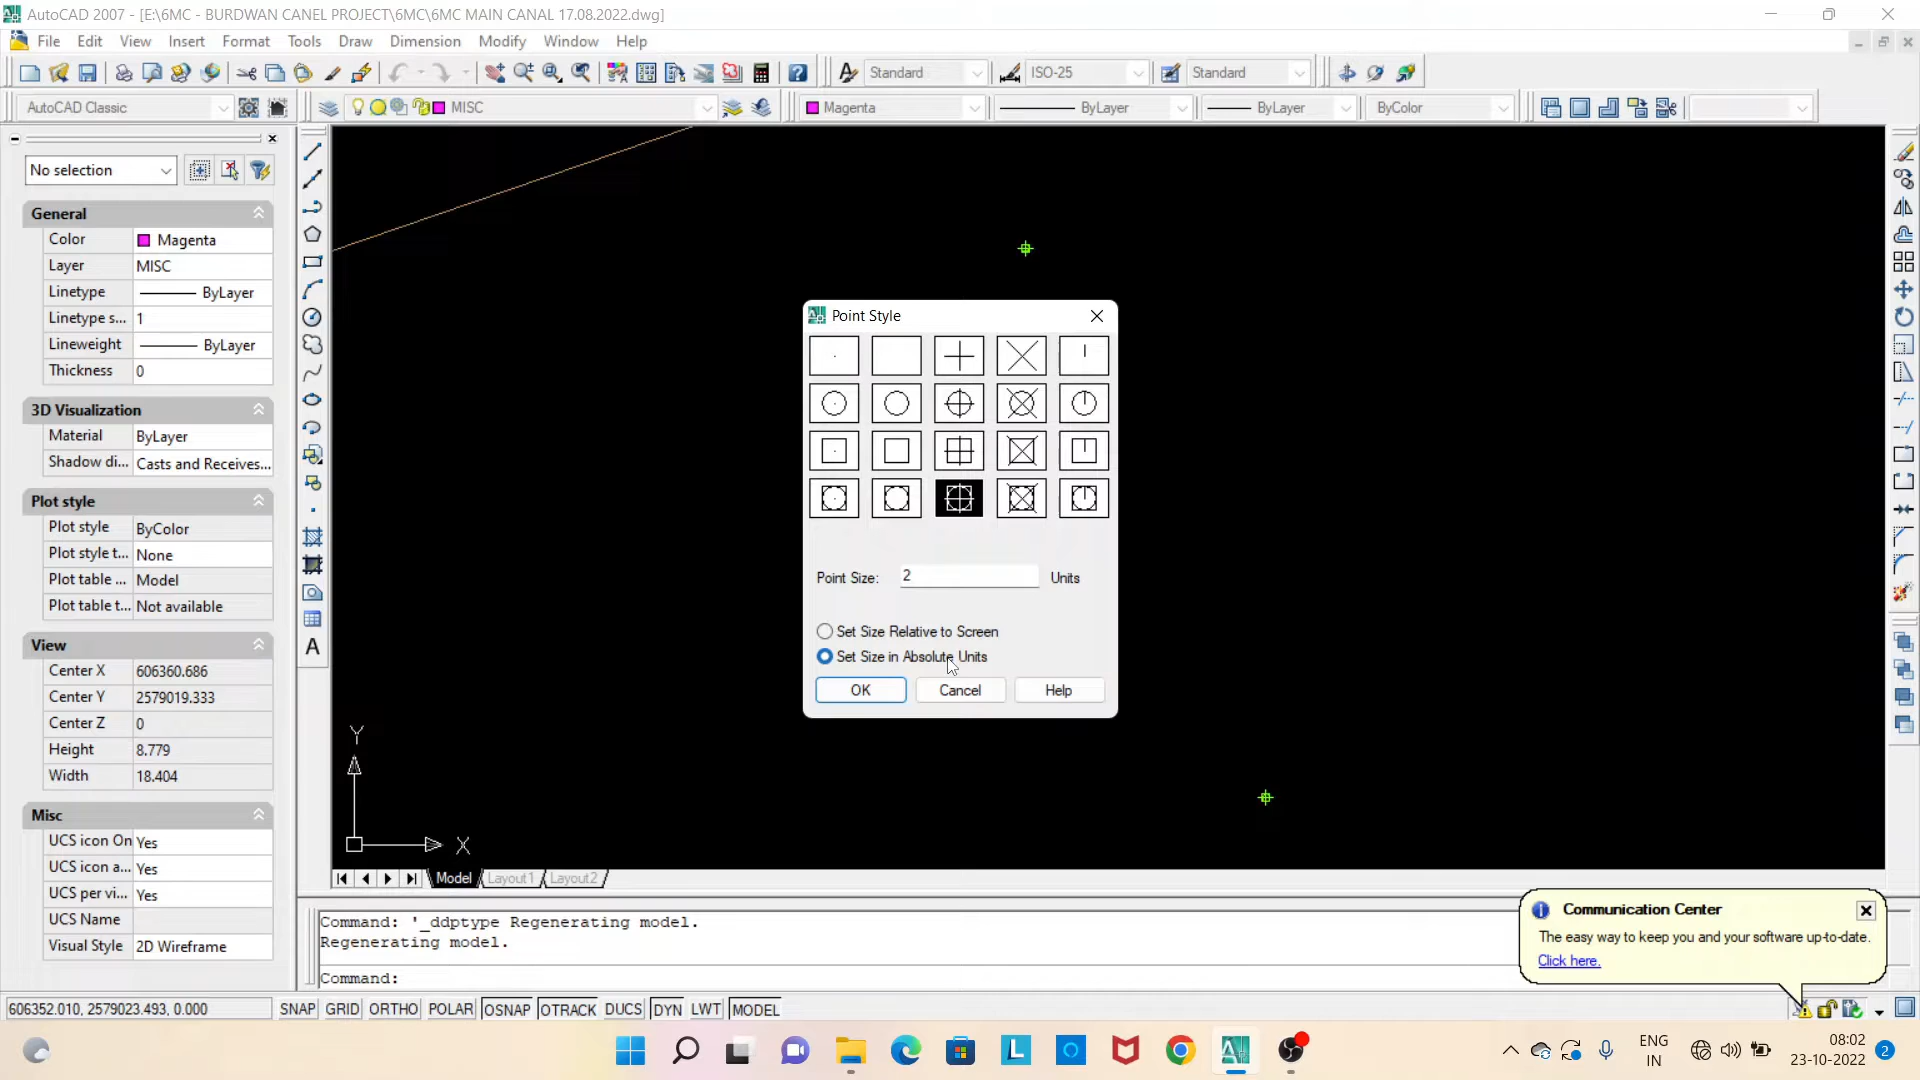 AutoCAD 2007 - [E:\6MC - BURDWAN CANEL PROJECT\6MC\6MC MAIN CANAL 17.08.2022.dwg]
File Edit View Insert Format Tools Draw Dimension Modify Window Help
Standard ISO-25 Standard
AutoCAD Classic MISC Magenta ByLayer ByLayer ByColor
No selection
General
Color Magenta
Layer MISC
Linetype ByLayer
Linetype s... 1
Lineweight ByLayer
Thickness 0
3D Visualization
Material ByLayer
Shadow di... Casts and Receives...
Plot style
Plot style ByColor
Plot style t... None
Plot table ... Model
Plot table t... Not available
View
Center X 606360.686
Center Y 2579019.333
Center Z 0
Height 8.779
Width 18.404
Misc
UCS icon On Yes
UCS icon a... Yes
UCS per vi... Yes
UCS Name
Visual Style 2D Wireframe
A
Point Style
Point Size: 2 Units
Set Size Relative to Screen
Set Size in Absolute Units
OK Cancel Help
Y
X
Model Layout1 Layout2
Command: '_ddptype Regenerating model.
Regenerating model.
Command:
Communication Center
The easy way to keep you and your software up-to-date.
Click here.
606352.010, 2579023.493, 0.000 SNAP GRID ORTHO POLAR OSNAP OTRACK DUCS DYN LWT MODEL
ENG
IN
08:02
23-10-2022
2